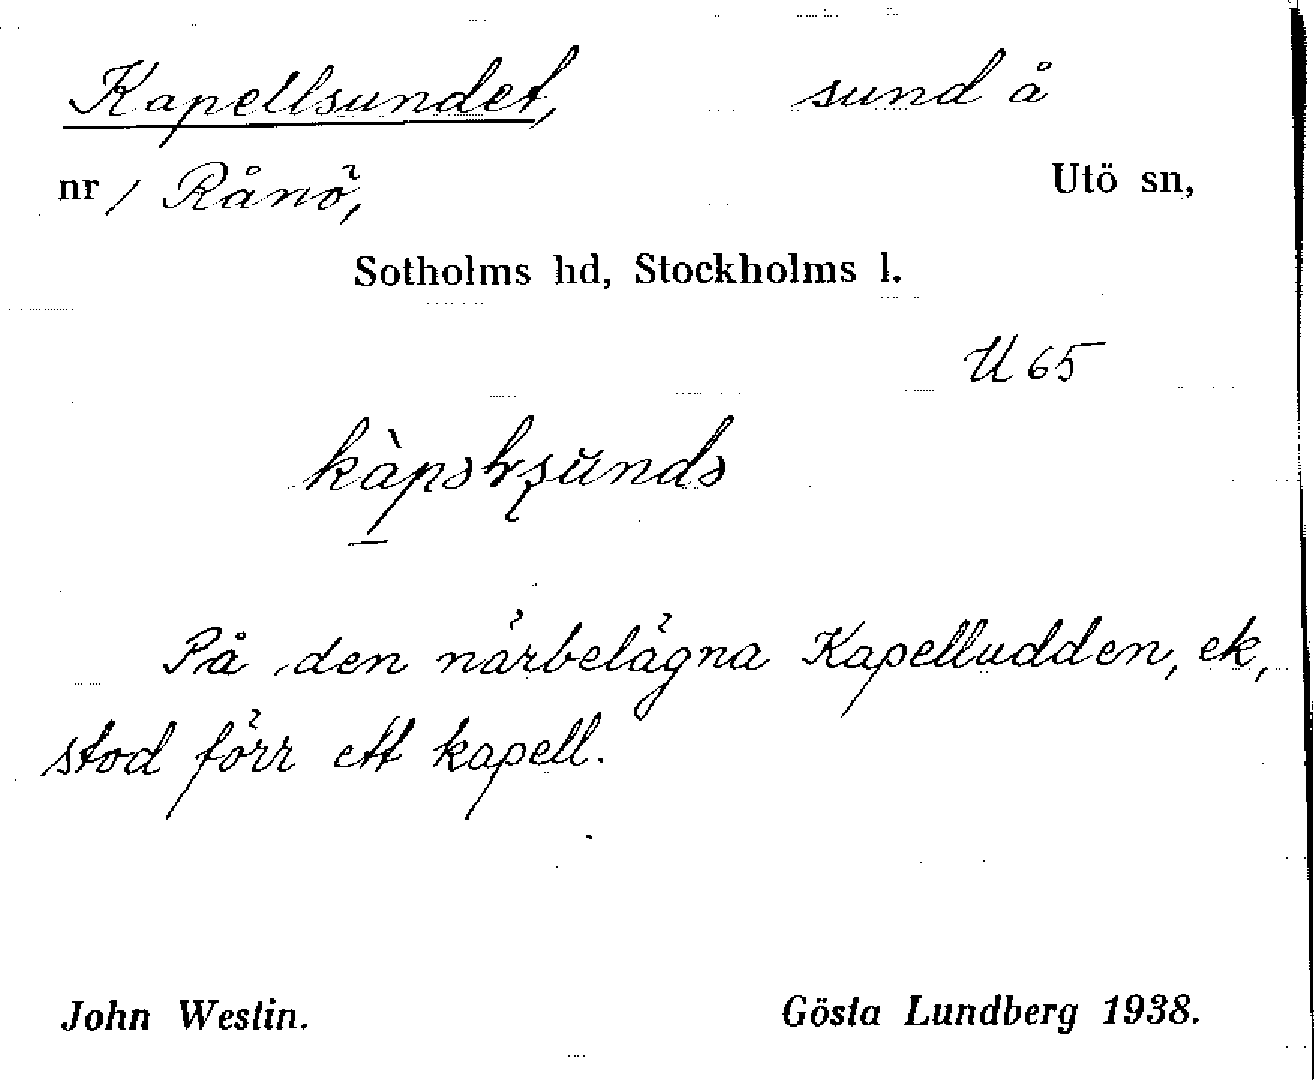 Kapellsundet, sund å
nr 1 Rånö, Utö sn,
Sotholms hd, Stockholms l.
U 65
På den närbelägna Kapelludden, ek,
stod förr ett kapell.
John Westin. Gösta Lundberg 1938.